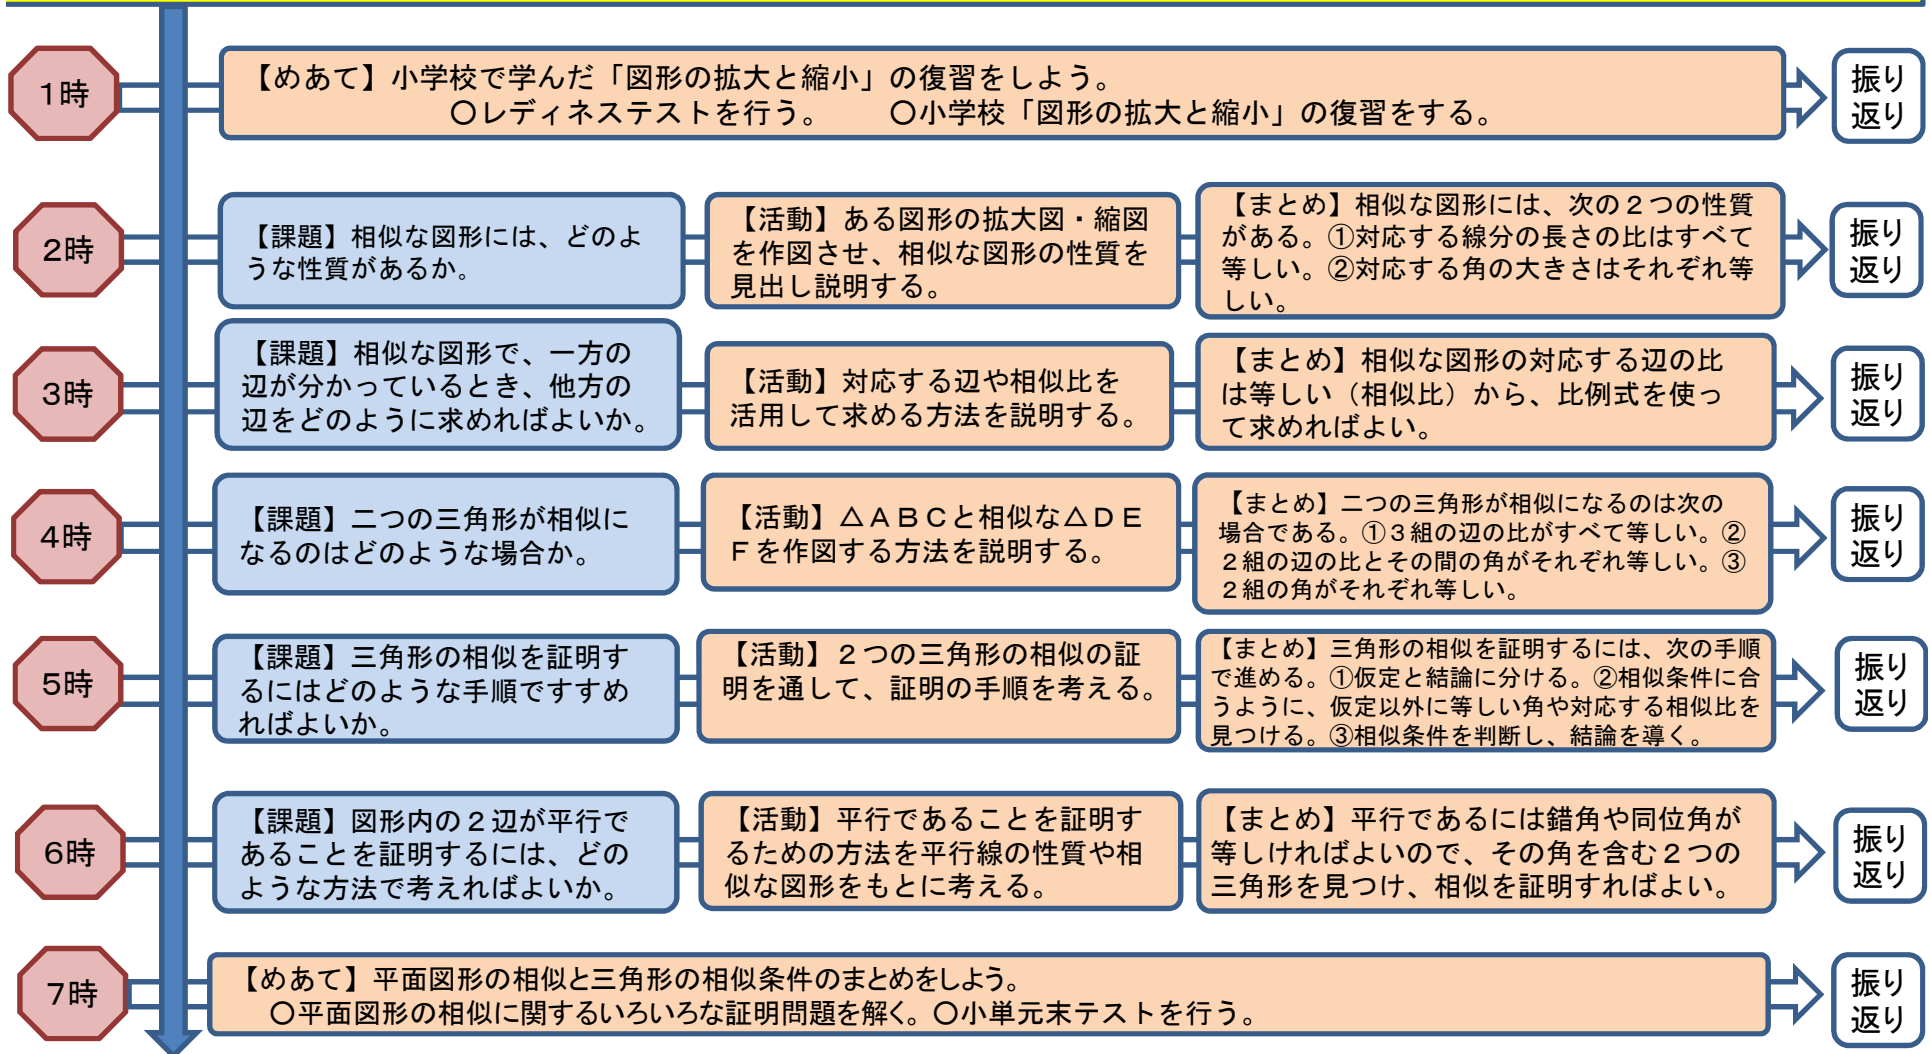 1時
【めあて】小学校で学んだ「図形の拡大と縮小」の復習をしよう。
〇レディネステストを行う。　〇小学校「図形の拡大と縮小」の復習をする。
振り
返り
2時
【課題】相似な図形には、どのよ
うな性質があるか。
【活動】ある図形の拡大図・縮図
を作図させ、相似な図形の性質を
見出し説明する。
【まとめ】相似な図形には、次の２つの性質
がある。①対応する線分の長さの比はすべて
等しい。②対応する角の大きさはそれぞれ等
しい。
振り
返り
3時
【課題】相似な図形で、一方の
辺が分かっているとき、他方の
辺をどのように求めればよいか。
【活動】対応する辺や相似比を
活用して求める方法を説明する。
【まとめ】相似な図形の対応する辺の比
は等しい（相似比）から、比例式を使っ
て求めればよい。
振り
返り
4時
【課題】二つの三角形が相似に
なるのはどのような場合か。
【活動】△ＡＢＣと相似な△ＤＥ
Ｆを作図する方法を説明する。
【まとめ】二つの三角形が相似になるのは次の
場合である。①３組の辺の比がすべて等しい。②
２組の辺の比とその間の角がそれぞれ等しい。③
２組の角がそれぞれ等しい。
振り
返り
5時
【課題】三角形の相似を証明す
るにはどのような手順ですすめ
ればよいか。
【活動】２つの三角形の相似の証
明を通して、証明の手順を考える。
【まとめ】三角形の相似を証明するには、次の手順
で進める。①仮定と結論に分ける。②相似条件に合
うように、仮定以外に等しい角や対応する相似比を
見つける。③相似条件を判断し、結論を導く。
振り
返り
6時
【課題】図形内の２辺が平行で
あることを証明するには、どの
ような方法で考えればよいか。
【活動】平行であることを証明す
るための方法を平行線の性質や相
似な図形をもとに考える。
【まとめ】平行であるには錯角や同位角が
等しければよいので、その角を含む２つの
三角形を見つけ、相似を証明すればよい。
振り
返り
7時
【めあて】平面図形の相似と三角形の相似条件のまとめをしよう。
〇平面図形の相似に関するいろいろな証明問題を解く。〇小単元末テストを行う。
振り
返り